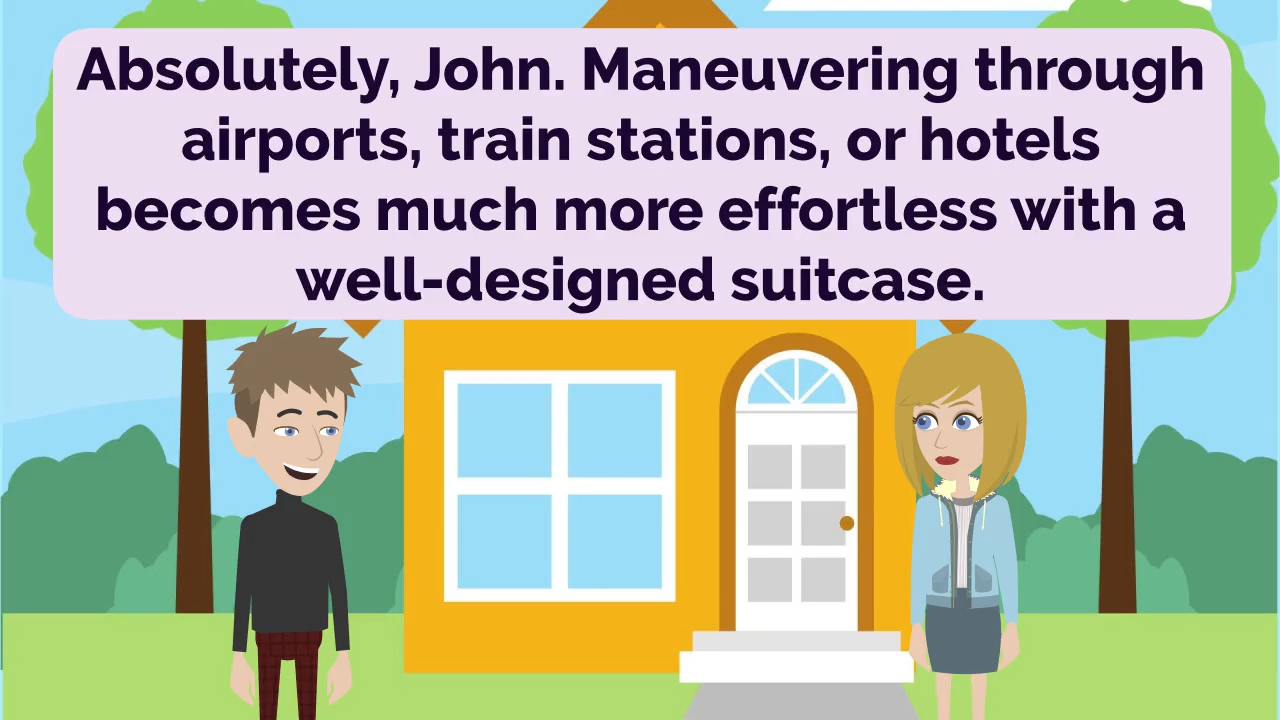 Absolutely, John. Maneuvering through
airports, train stations, or hotels
becomes much more effortless with a
well-designed suitcase.